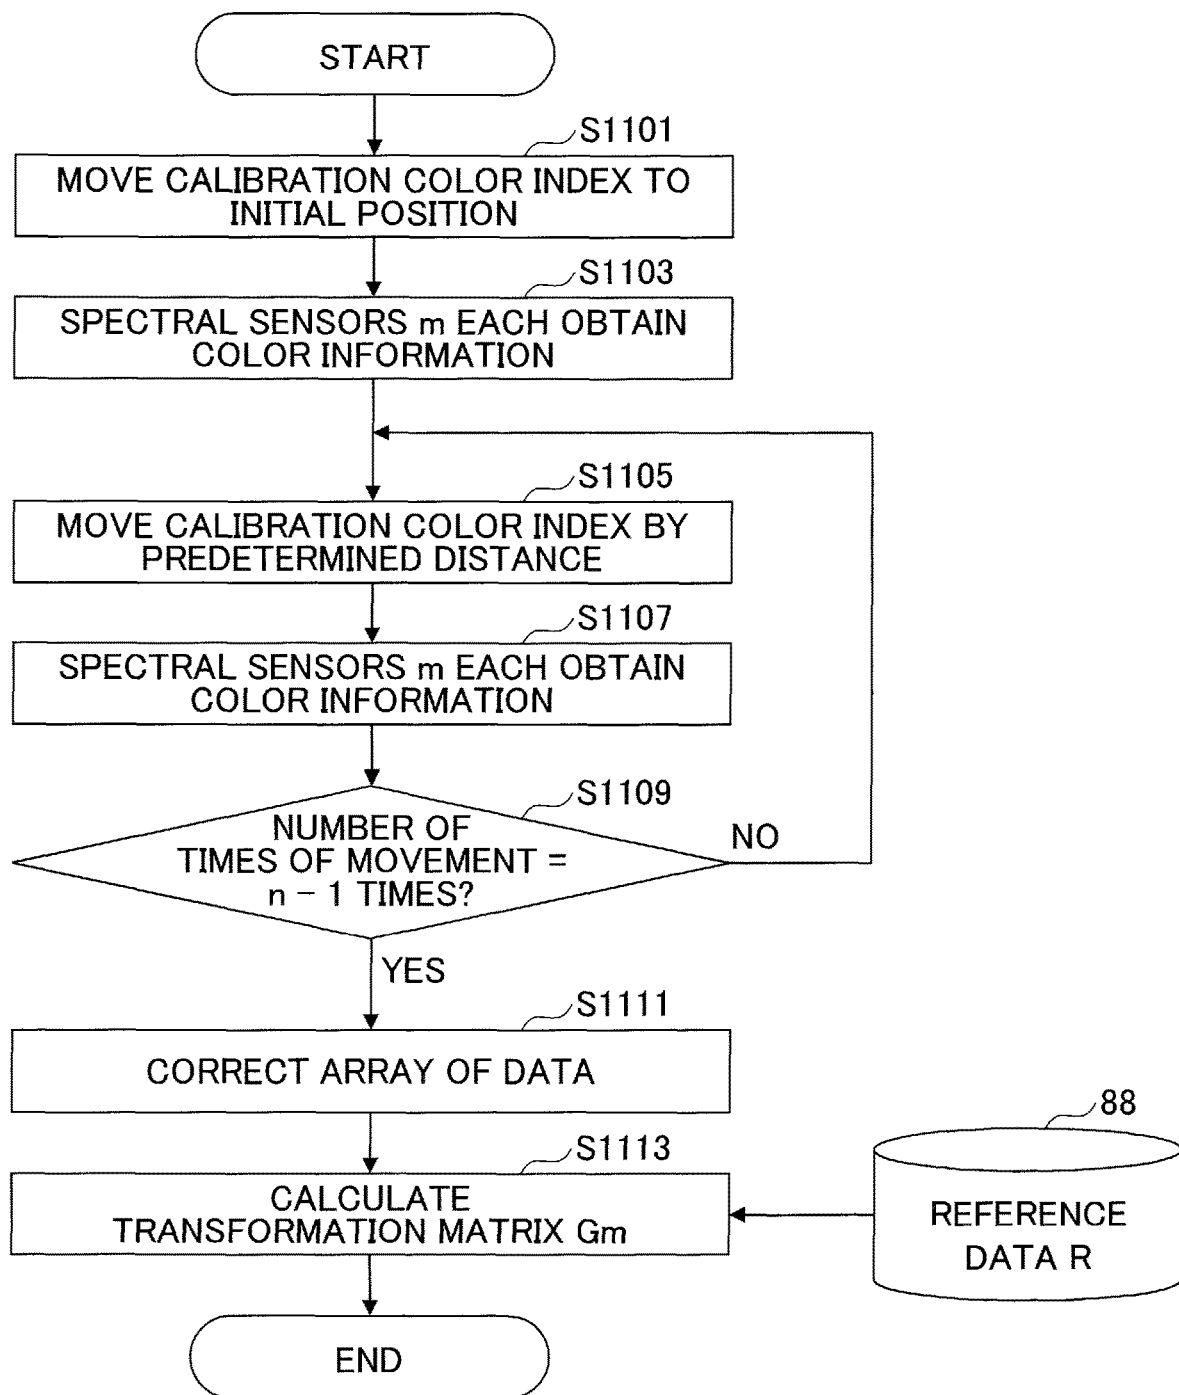 START
S1101
MOVE CALIBRATION COLOR INDEX TO
INITIAL POSITION
S1103
SPECTRAL SENSORS m EACH OBTAIN
COLOR INFORMATION
S1105
MOVE CALIBRATION COLOR INDEX BY
PREDETERMINED DISTANCE
S1107
SPECTRAL SENSORS m EACH OBTAIN
COLOR INFORMATION
S1109
NUMBER OF
TIMES OF MOVEMENT =
n − 1 TIMES?
NO
YES
S1111
CORRECT ARRAY OF DATA
S1113
CALCULATE
TRANSFORMATION MATRIX Gm
88
REFERENCE
DATA R
END